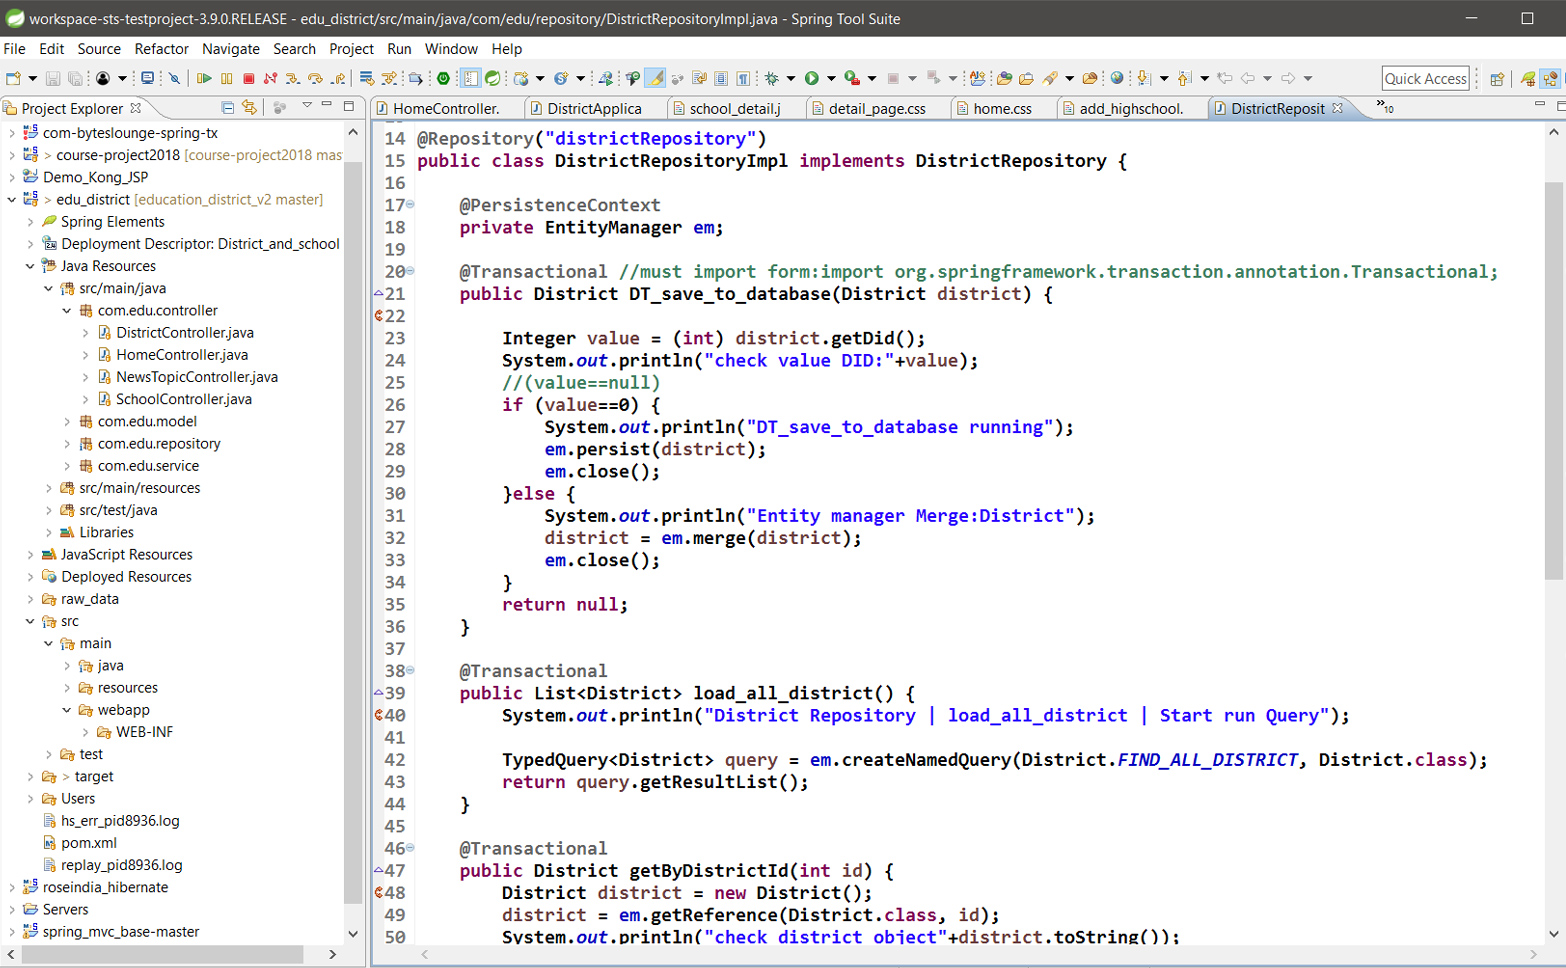 workspace-sts-testproject-3.9.0.RELEASE - edu_district/src/main/java/com/edu/repository/DistrictRepositoryImpl.java - Spring Tool Suite
File Edit Source Refactor Navigate Search Project Run Window Help
Quick Access
Project Explorer
HomeController. DistrictApplica school_detail.j detail_page.css home.css add_highschool. DistrictReposit »10
com-byteslounge-spring-tx
> course-project2018 [course-project2018 mas
Demo_Kong_JSP
> edu_district [education_district_v2 master]
Spring Elements
Deployment Descriptor: District_and_school
Java Resources
src/main/java
com.edu.controller
DistrictController.java
HomeController.java
NewsTopicController.java
SchoolController.java
com.edu.model
com.edu.repository
com.edu.service
src/main/resources
src/test/java
Libraries
JavaScript Resources
Deployed Resources
raw_data
src
main
java
resources
webapp
WEB-INF
test
> target
Users
hs_err_pid8936.log
pom.xml
replay_pid8936.log
roseindia_hibernate
Servers
spring_mvc_base-master
14 @Repository("districtRepository")
15 public class DistrictRepositoryImpl implements DistrictRepository {
16
17 @PersistenceContext
18 private EntityManager em;
19
20 @Transactional //must import form:import org.springframework.transaction.annotation.Transactional;
21 public District DT_save_to_database(District district) {
22
23 Integer value = (int) district.getDid();
24 System.out.println("check value DID:"+value);
25 //(value==null)
26 if (value==0) {
27 System.out.println("DT_save_to_database running");
28 em.persist(district);
29 em.close();
30 }else {
31 System.out.println("Entity manager Merge:District");
32 district = em.merge(district);
33 em.close();
34 }
35 return null;
36 }
37
38 @Transactional
39 public List<District> load_all_district() {
40 System.out.println("District Repository | load_all_district | Start run Query");
41
42 TypedQuery<District> query = em.createNamedQuery(District.FIND_ALL_DISTRICT, District.class);
43 return query.getResultList();
44 }
45
46 @Transactional
47 public District getByDistrictId(int id) {
48 District district = new District();
49 district = em.getReference(District.class, id);
50 System.out.println("check district object"+district.toString());